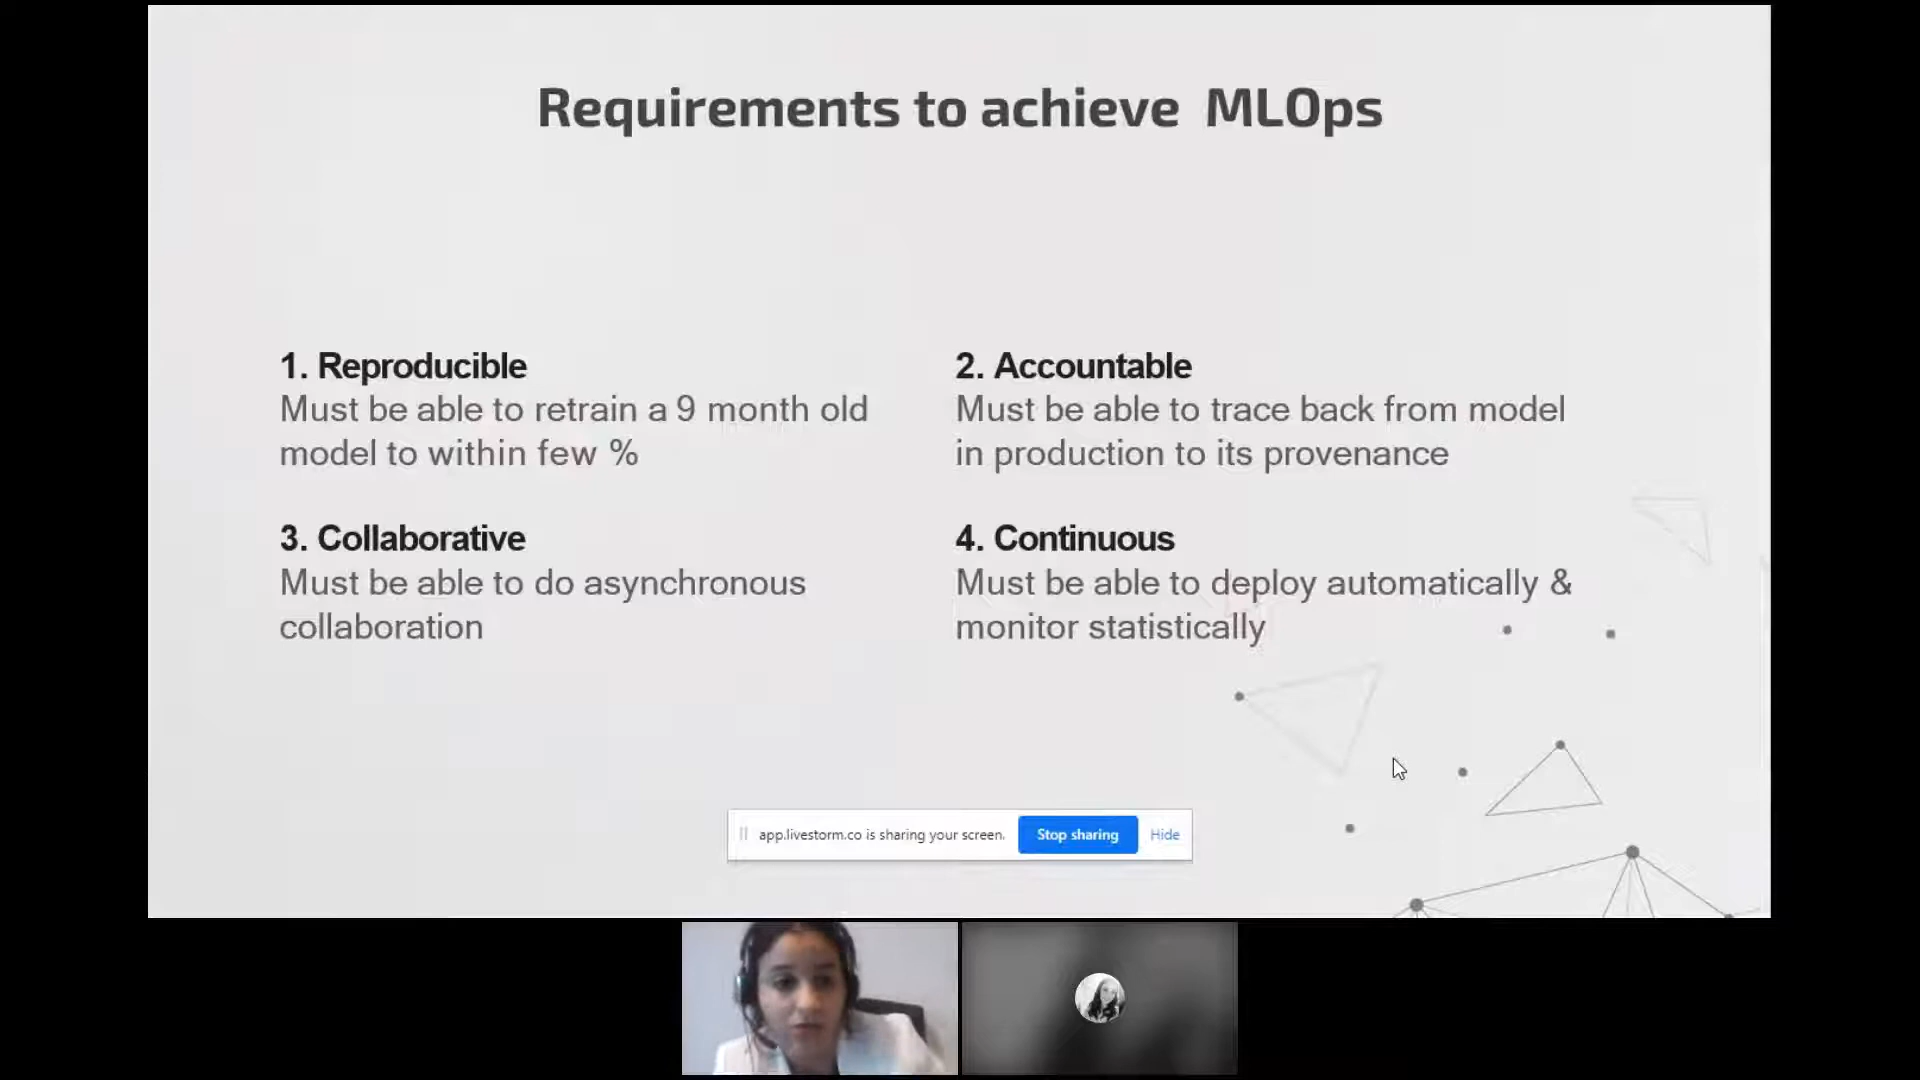 Requirements to achieve MLOps
1. Reproducible
Must be able to retrain a 9 month old
model to within few %
2. Accountable
Must be able to trace back from model
in production to its provenance
3. Collaborative
Must be able to do asynchronous
collaboration
4. Continuous
Must be able to deploy automatically &
monitor statistically
app.livestorm.co is sharing your screen. Stop sharing Hide